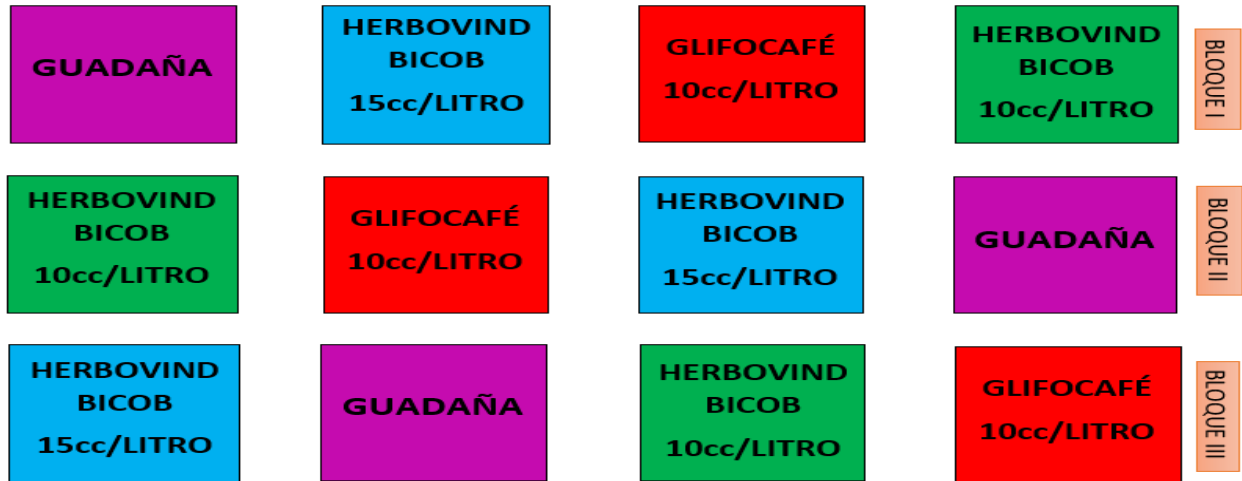 GUADAÑA
HERBOVIND
BICOB
15cc/LITRO
GLIFOCAFÉ
10cc/LITRO
HERBOVIND
BICOB
10cc/LITRO
BLOQUE I
HERBOVIND
BICOB
10cc/LITRO
GLIFOCAFÉ
10cc/LITRO
HERBOVIND
BICOB
15cc/LITRO
GUADAÑA
BLOQUE II
HERBOVIND
BICOB
15cc/LITRO
GUADAÑA
HERBOVIND
BICOB
10cc/LITRO
GLIFOCAFÉ
10cc/LITRO
BLOQUE III